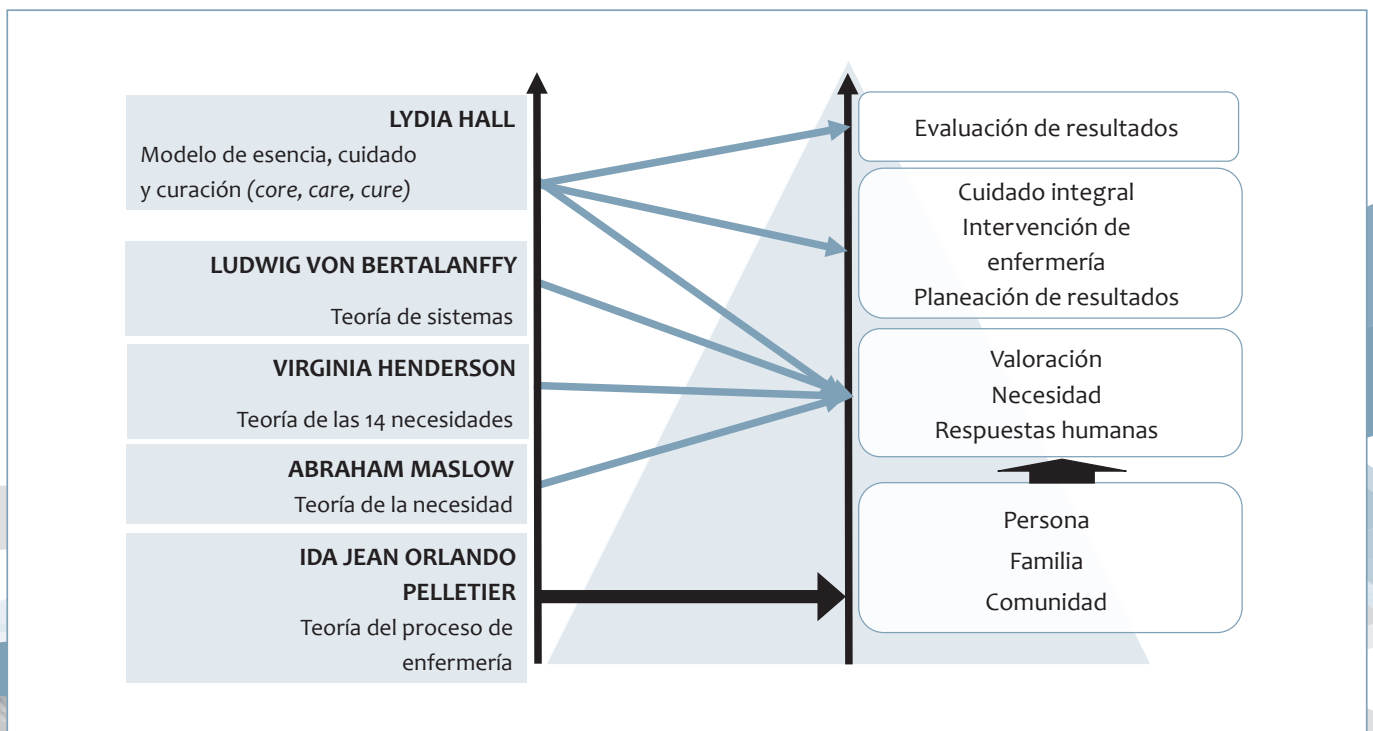 LYDIA HALL
Modelo de esencia, cuidado
y curación (core, care, cure)
LUDWIG VON BERTALANFFY
Teoría de sistemas
VIRGINIA HENDERSON
Teoría de las 14 necesidades
ABRAHAM MASLOW
Teoría de la necesidad
IDA JEAN ORLANDO
PELLETIER
Teoría del proceso de
enfermería
Evaluación de resultados
Cuidado integral
Intervención de
enfermería
Planeación de resultados
Valoración
Necesidad
Respuestas humanas
Persona
Familia
Comunidad